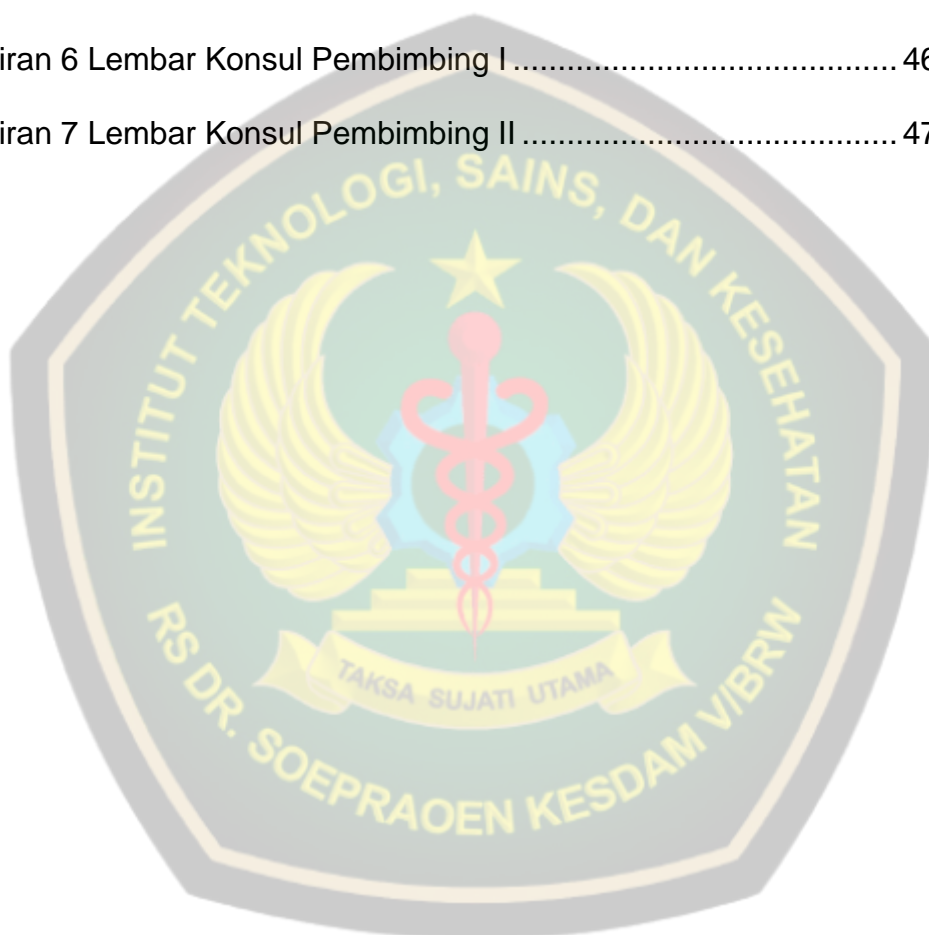 iran 6 Lembar Konsul Pembimbing I ........................................ 46
iran 7 Lembar Konsul Pembimbing II ....................................... 47
INSTITUT TEKNOLOGI, SAINS, DAN KESEHATAN
TAKSA SUJATI UTAMA
RS DR. SOEPRAOEN KESDAM V/BRW